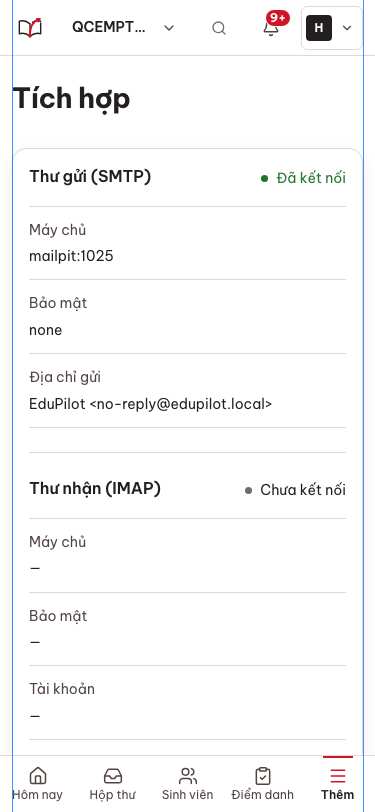 QCEMPT...
9+
H
Tích hợp
Thư gửi (SMTP)
Đã kết nối
Máy chủ
mailpit:1025
Bảo mật
none
Địa chỉ gửi
EduPilot <no-reply@edupilot.local>
Thư nhận (IMAP)
Chưa kết nối
Máy chủ
—
Bảo mật
—
Tài khoản
—
Hôm nay
Hộp thư
Sinh viên
Điểm danh
Thêm